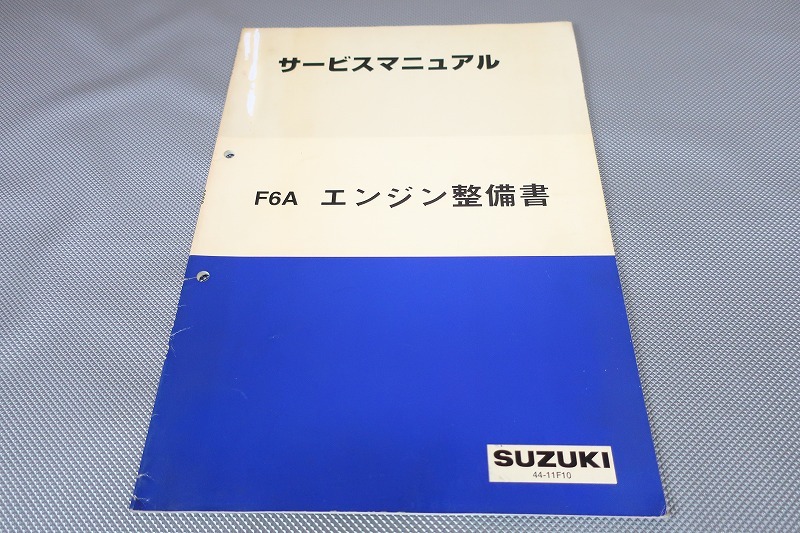 サービスマニュアル
F6A エンジン整備書
SUZUKI
44-11F10